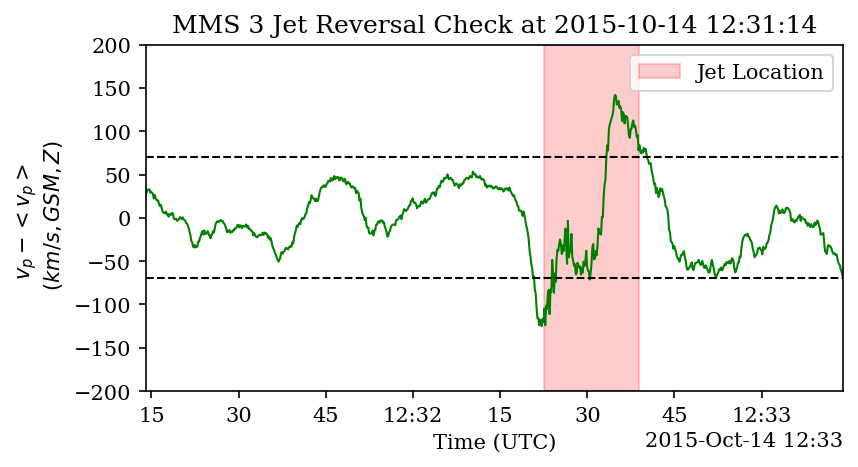 MMS 3 Jet Reversal Check at 2015-10-14 12:31:14
200
150
100
50
0
−50
−100
−150
−200
v_p − < v_p >
(km/s, GSM, Z)
Jet Location
15 30 45 12:32 15 30 45 12:33
Time (UTC)
2015-Oct-14 12:33